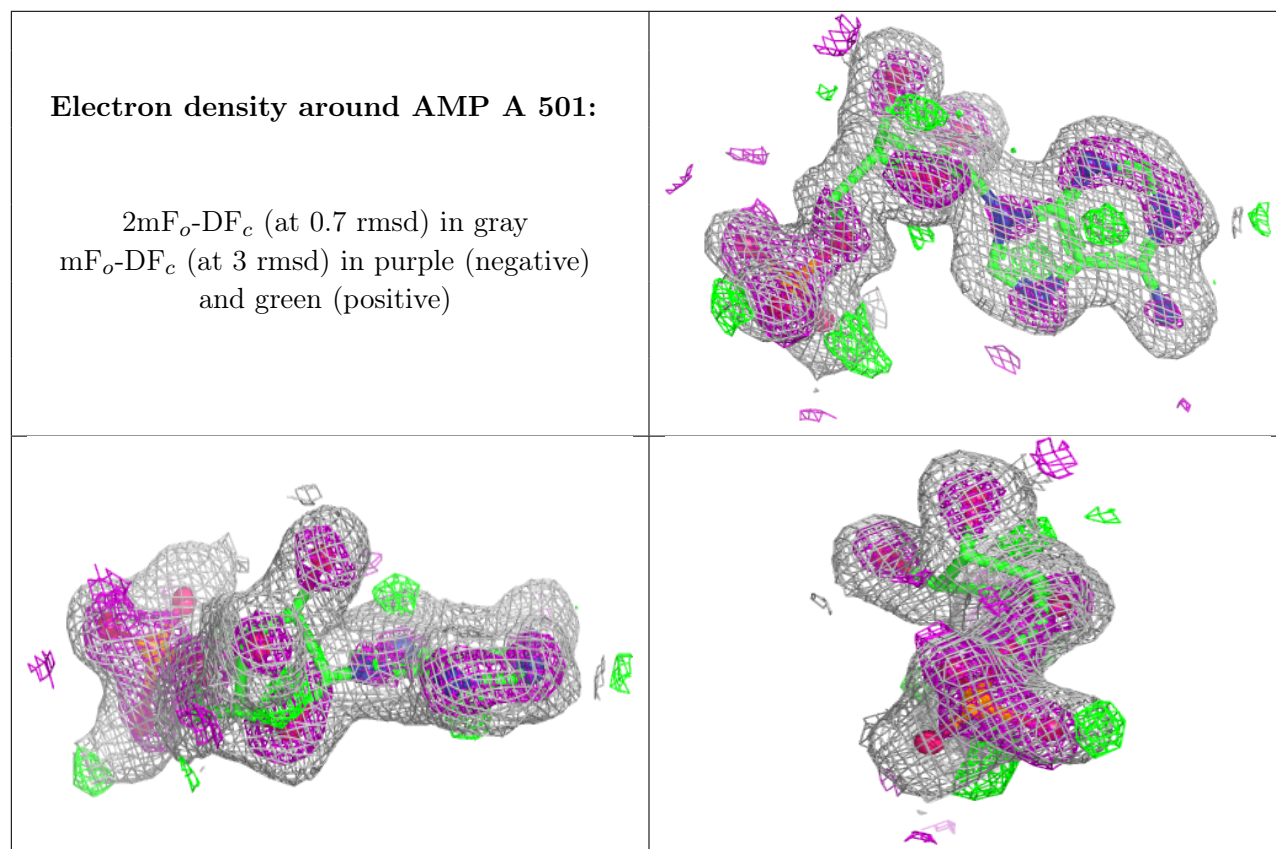 Electron density around AMP A 501:
2mFₒ-DF𝒸 (at 0.7 rmsd) in gray
mFₒ-DF𝒸 (at 3 rmsd) in purple (negative)
and green (positive)